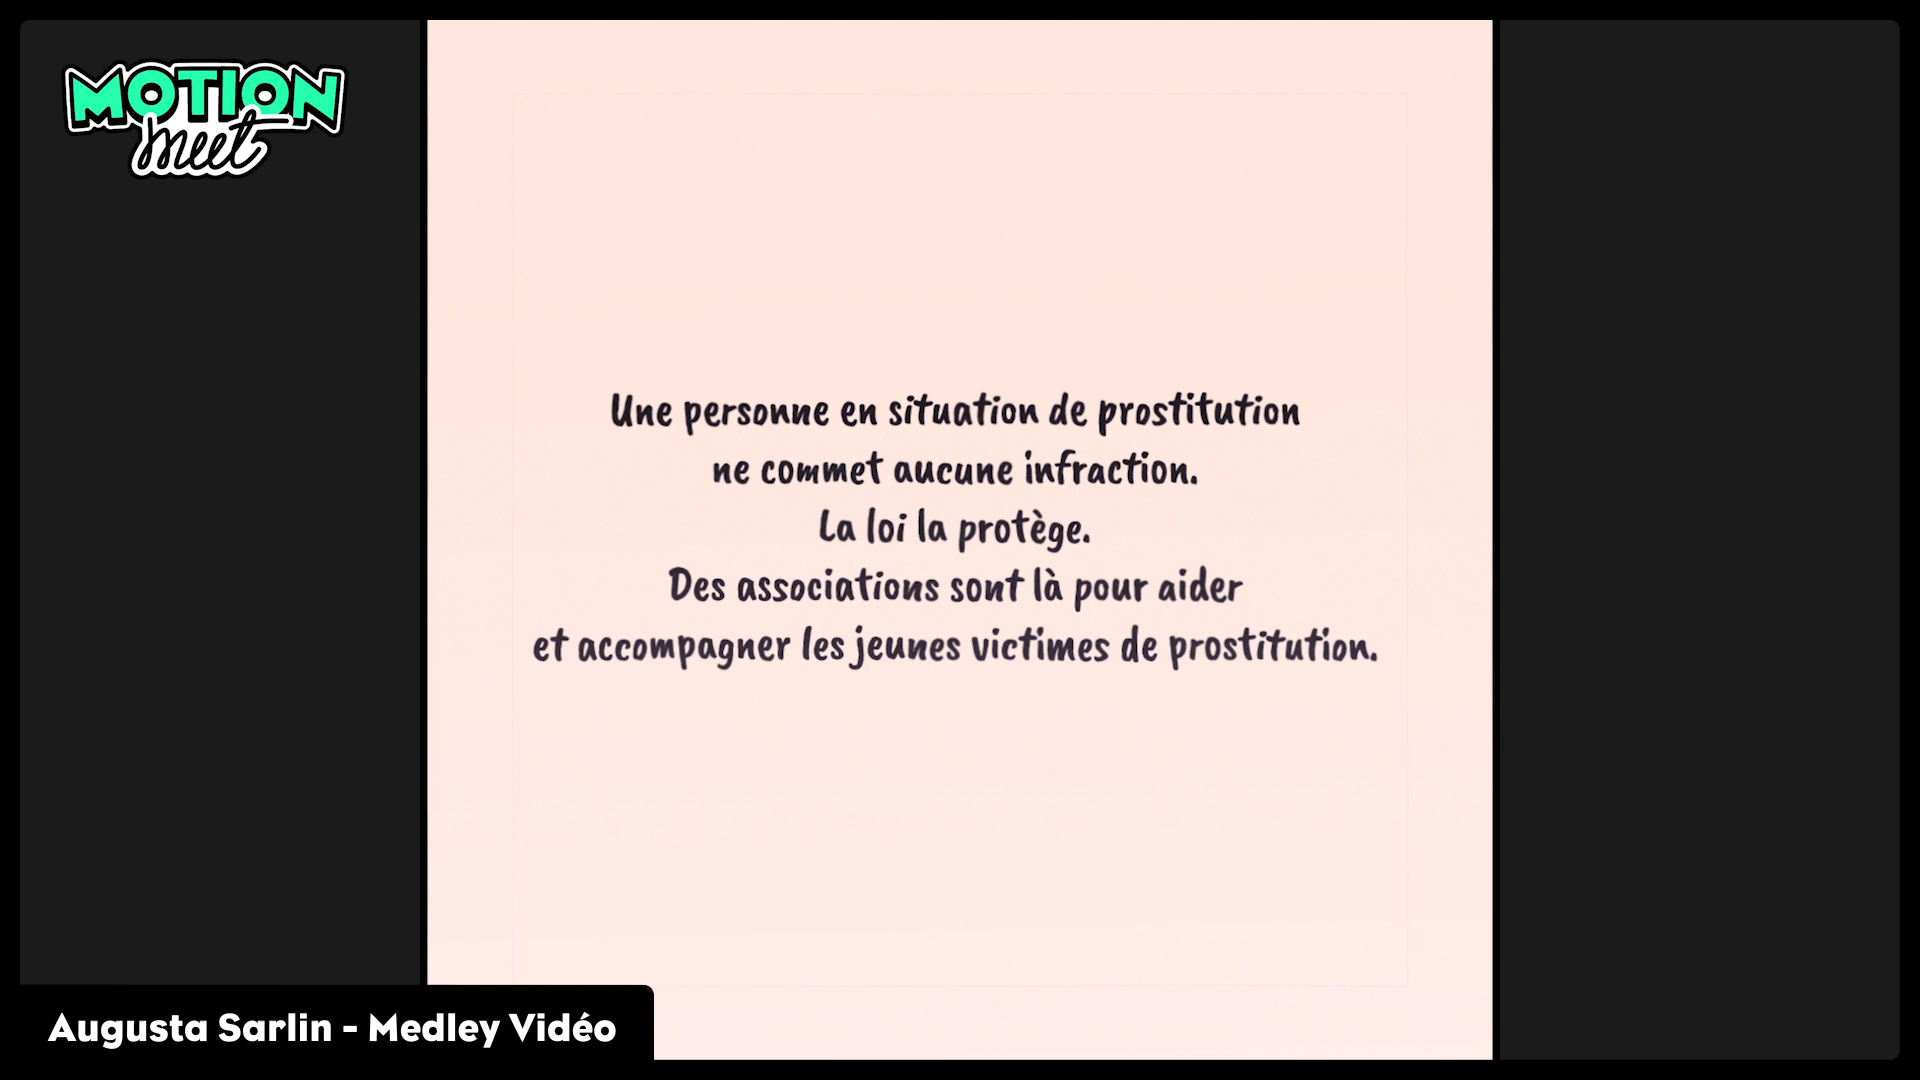 MOTION
meet
Une personne en situation de prostitution
ne commet aucune infraction.
La loi la protège.
Des associations sont là pour aider
et accompagner les jeunes victimes de prostitution.
Augusta Sarlin - Medley Vidéo